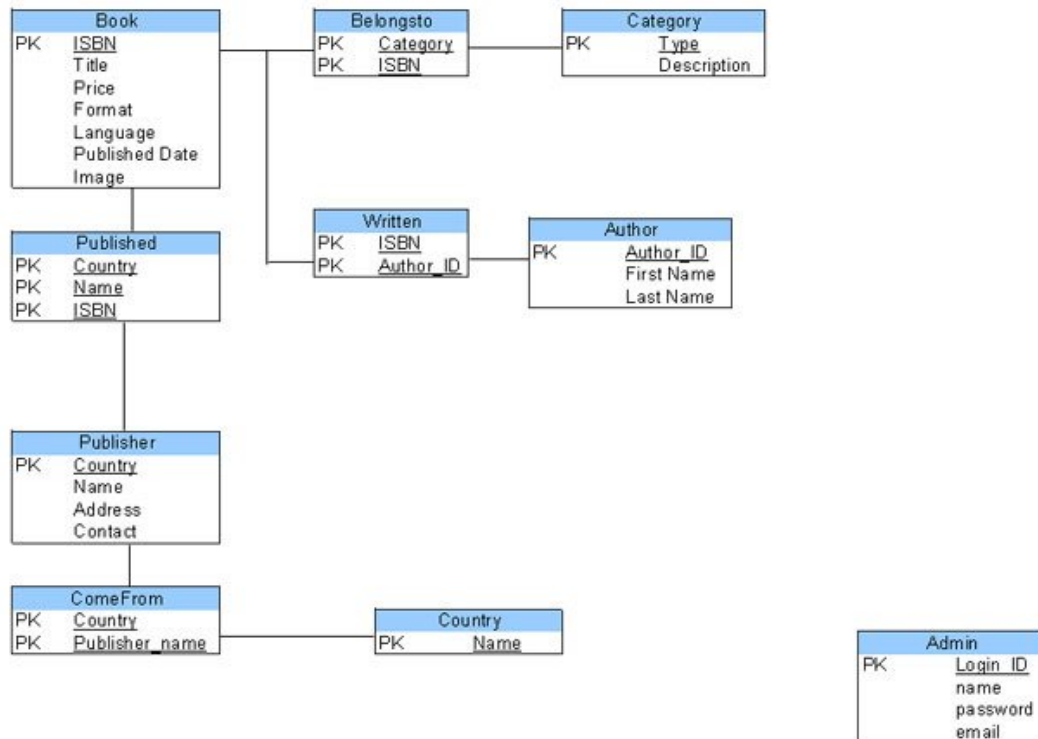 Book
PK ISBN
Title
Price
Format
Language
Published Date
Image
Belongsto
PK Category
PK ISBN
Category
PK Type
Description
Written
PK ISBN
PK Author_ID
Author
PK Author_ID
First Name
Last Name
Published
PK Country
PK Name
PK ISBN
Publisher
PK Country
Name
Address
Contact
ComeFrom
PK Country
PK Publisher_name
Country
PK Name
Admin
PK Login_ID
name
password
email